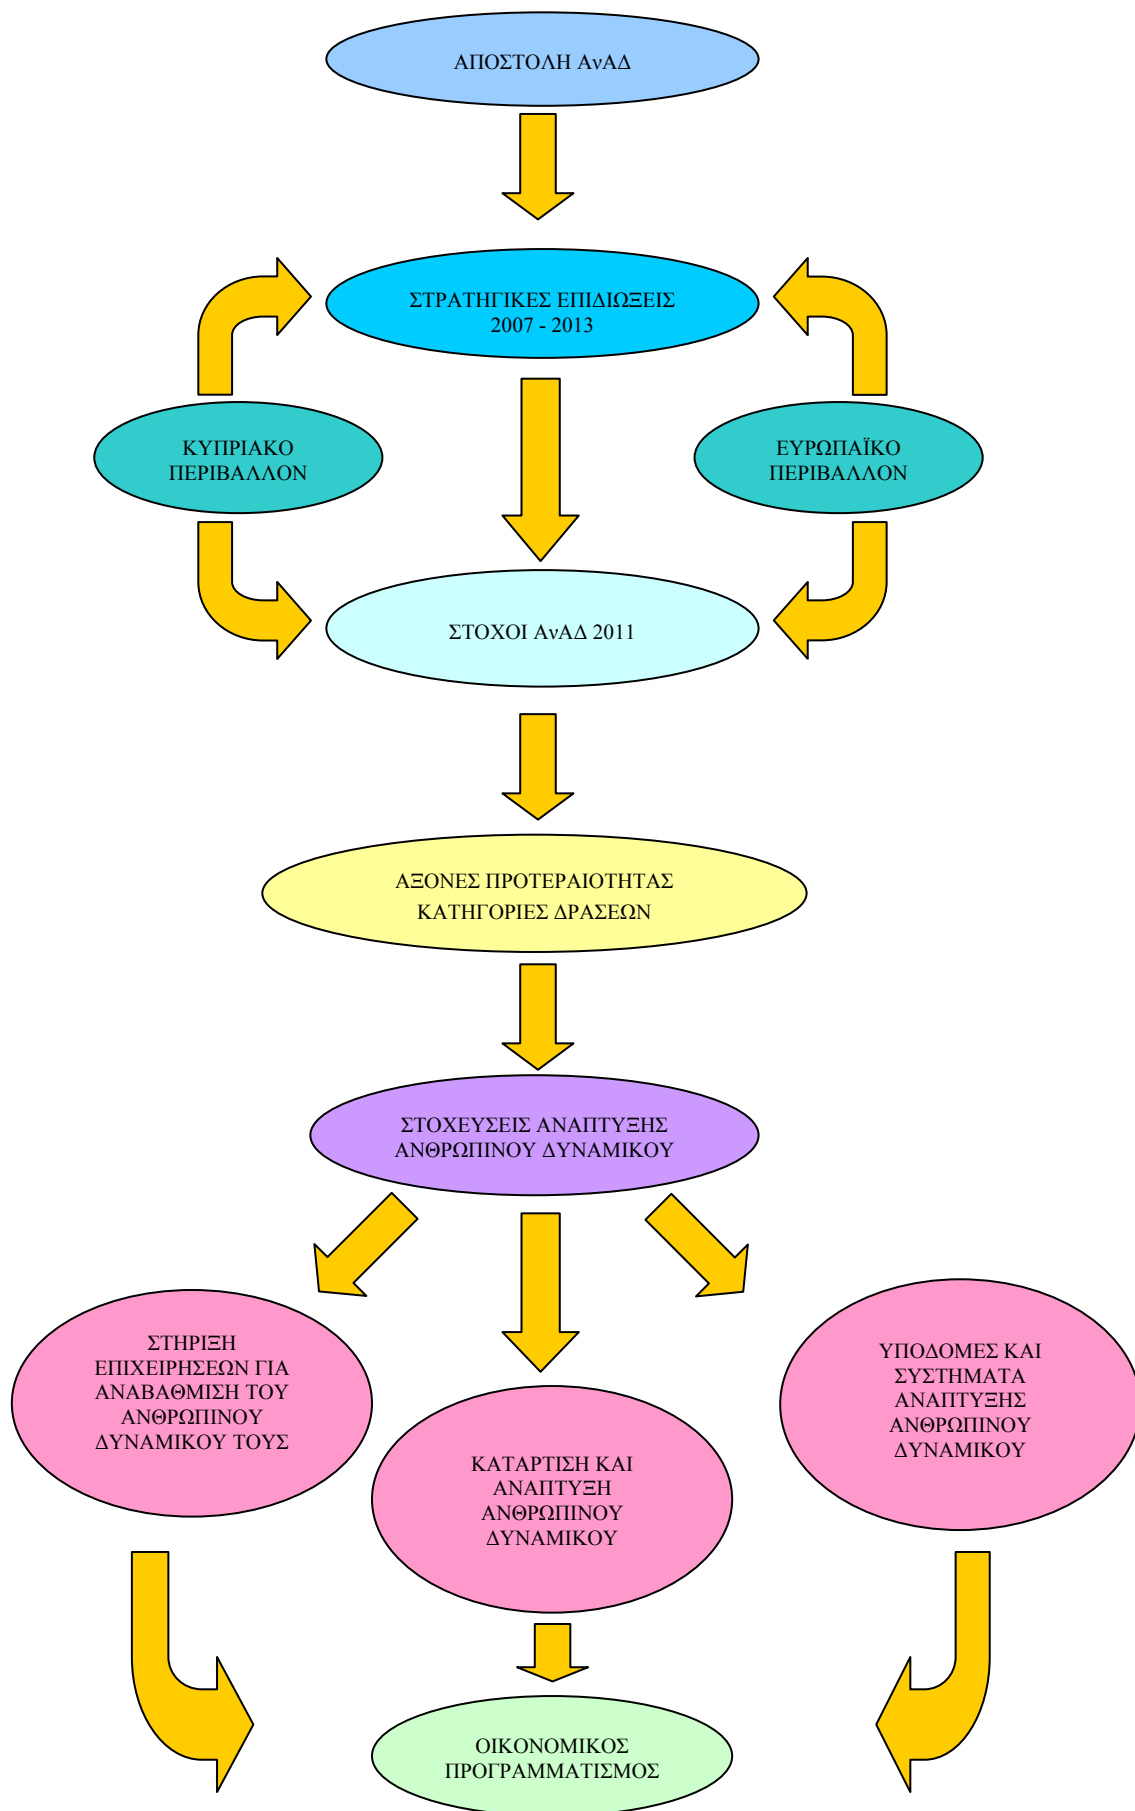 ΑΠΟΣΤΟΛΗ ΑνΑΔ
ΣΤΡΑΤΗΓΙΚΕΣ ΕΠΙΔΙΩΞΕΙΣ
2007 - 2013
ΚΥΠΡΙΑΚΟ
ΠΕΡΙΒΑΛΛΟΝ
ΕΥΡΩΠΑΪΚΟ
ΠΕΡΙΒΑΛΛΟΝ
ΣΤΟΧΟΙ ΑνΑΔ 2011
ΑΞΟΝΕΣ ΠΡΟΤΕΡΑΙΟΤΗΤΑΣ
ΚΑΤΗΓΟΡΙΕΣ ΔΡΑΣΕΩΝ
ΣΤΟΧΕΥΣΕΙΣ ΑΝΑΠΤΥΞΗΣ
ΑΝΘΡΩΠΙΝΟΥ ΔΥΝΑΜΙΚΟΥ
ΣΤΗΡΙΞΗ
ΕΠΙΧΕΙΡΗΣΕΩΝ ΓΙΑ
ΑΝΑΒΑΘΜΙΣΗ ΤΟΥ
ΑΝΘΡΩΠΙΝΟΥ
ΔΥΝΑΜΙΚΟΥ ΤΟΥΣ
ΚΑΤΑΡΤΙΣΗ ΚΑΙ
ΑΝΑΠΤΥΞΗ
ΑΝΘΡΩΠΙΝΟΥ
ΔΥΝΑΜΙΚΟΥ
ΥΠΟΔΟΜΕΣ ΚΑΙ
ΣΥΣΤΗΜΑΤΑ
ΑΝΑΠΤΥΞΗΣ
ΑΝΘΡΩΠΙΝΟΥ
ΔΥΝΑΜΙΚΟΥ
ΟΙΚΟΝΟΜΙΚΟΣ
ΠΡΟΓΡΑΜΜΑΤΙΣΜΟΣ